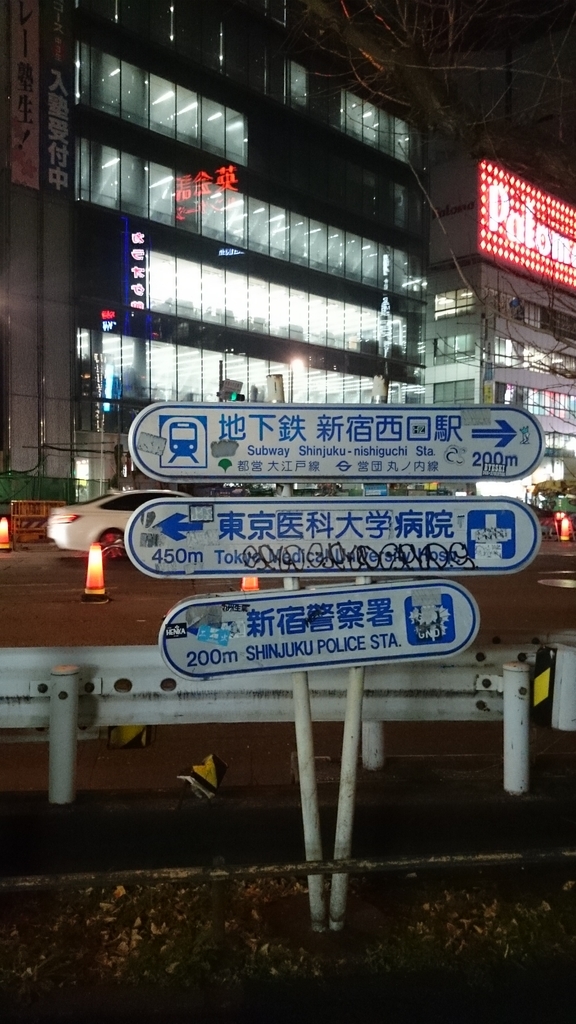 レー塾生!
入塾受付中
Paloma
地下鉄 新宿西口駅
Subway Shinjuku-nishiguchi Sta.
都営 大江戸線 営団 丸ノ内線
200m
東京医科大学病院
450m
新宿警察署
200m SHINJUKU POLICE STA.